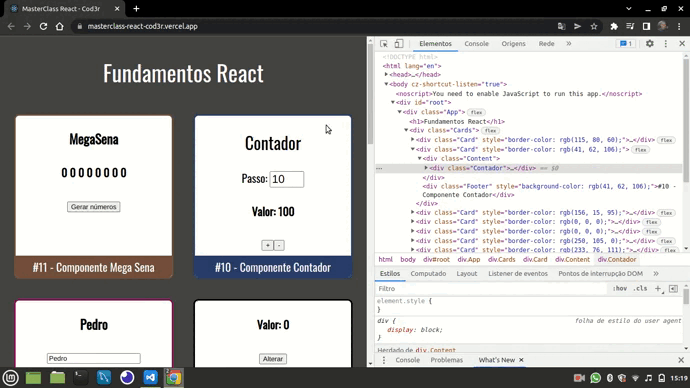 MasterClass React - Cod3r
masterclass-react-cod3r.vercel.app
Fundamentos React
MegaSena
0 0 0 0 0 0 0 0
Gerar números
#11 - Componente Mega Sena
Contador
Passo: 10
Valor: 100
+ -
#10 - Componente Contador
Pedro
Pedro
Valor: 0
Alterar
Elementos Console Origens Rede » 1
<!DOCTYPE html>
<html lang="en">
<head>…</head>
<body cz-shortcut-listen="true">
<noscript>You need to enable JavaScript to run this app.</noscript>
<div id="root">
<div class="App"> flex
<h1>Fundamentos React</h1>
<div class="Cards"> flex
<div class="Card" style="border-color: rgb(115, 80, 60);">…</div> flex
<div class="Card" style="border-color: rgb(41, 62, 106);"> flex
<div class="Content">
<div class="Contador">…</div> == $0
</div>
<div class="Footer" style="background-color: rgb(41, 62, 106);">#10 -
Componente Contador</div>
</div>
<div class="Card" style="border-color: rgb(156, 15, 95);">…</div> flex
<div class="Card" style="border-color: rgb(0, 0, 0);">…</div> flex
<div class="Card" style="border-color: rgb(0, 0, 0);">…</div> flex
<div class="Card" style="border-color: rgb(250, 105, 0);">…</div> flex
<div class="Card" style="border-color: rgb(233, 76, 111);">…</div> flex
html body div#root div.App div.Cards div.Card div.Content div.Contador
Estilos Computado Layout Listener de eventos Pontos de interrupção DOM »
Filtro :hov .cls
element.style {
}
div { folha de estilo do user agent
display: block;
}
Herdado de div.Content
Console Problemas What's New
15:19